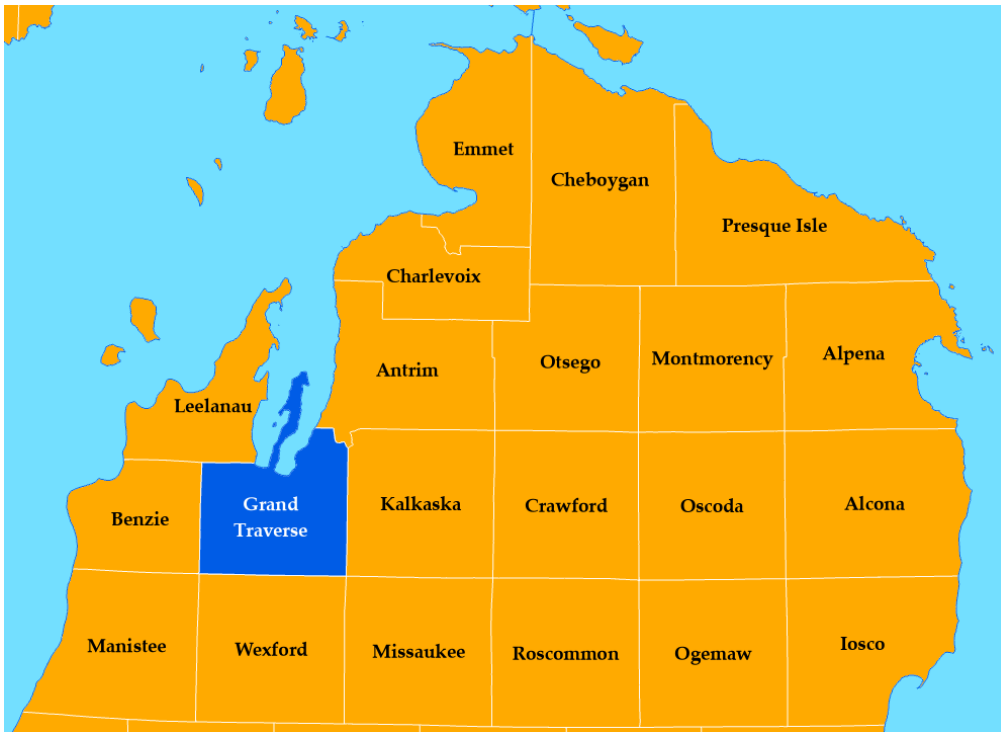 Emmet
Cheboygan
Presque Isle
Charlevoix
Antrim
Otsego
Montmorency
Alpena
Leelanau
Benzie
Grand
Traverse
Kalkaska
Crawford
Oscoda
Alcona
Manistee
Wexford
Missaukee
Roscommon
Ogemaw
Iosco